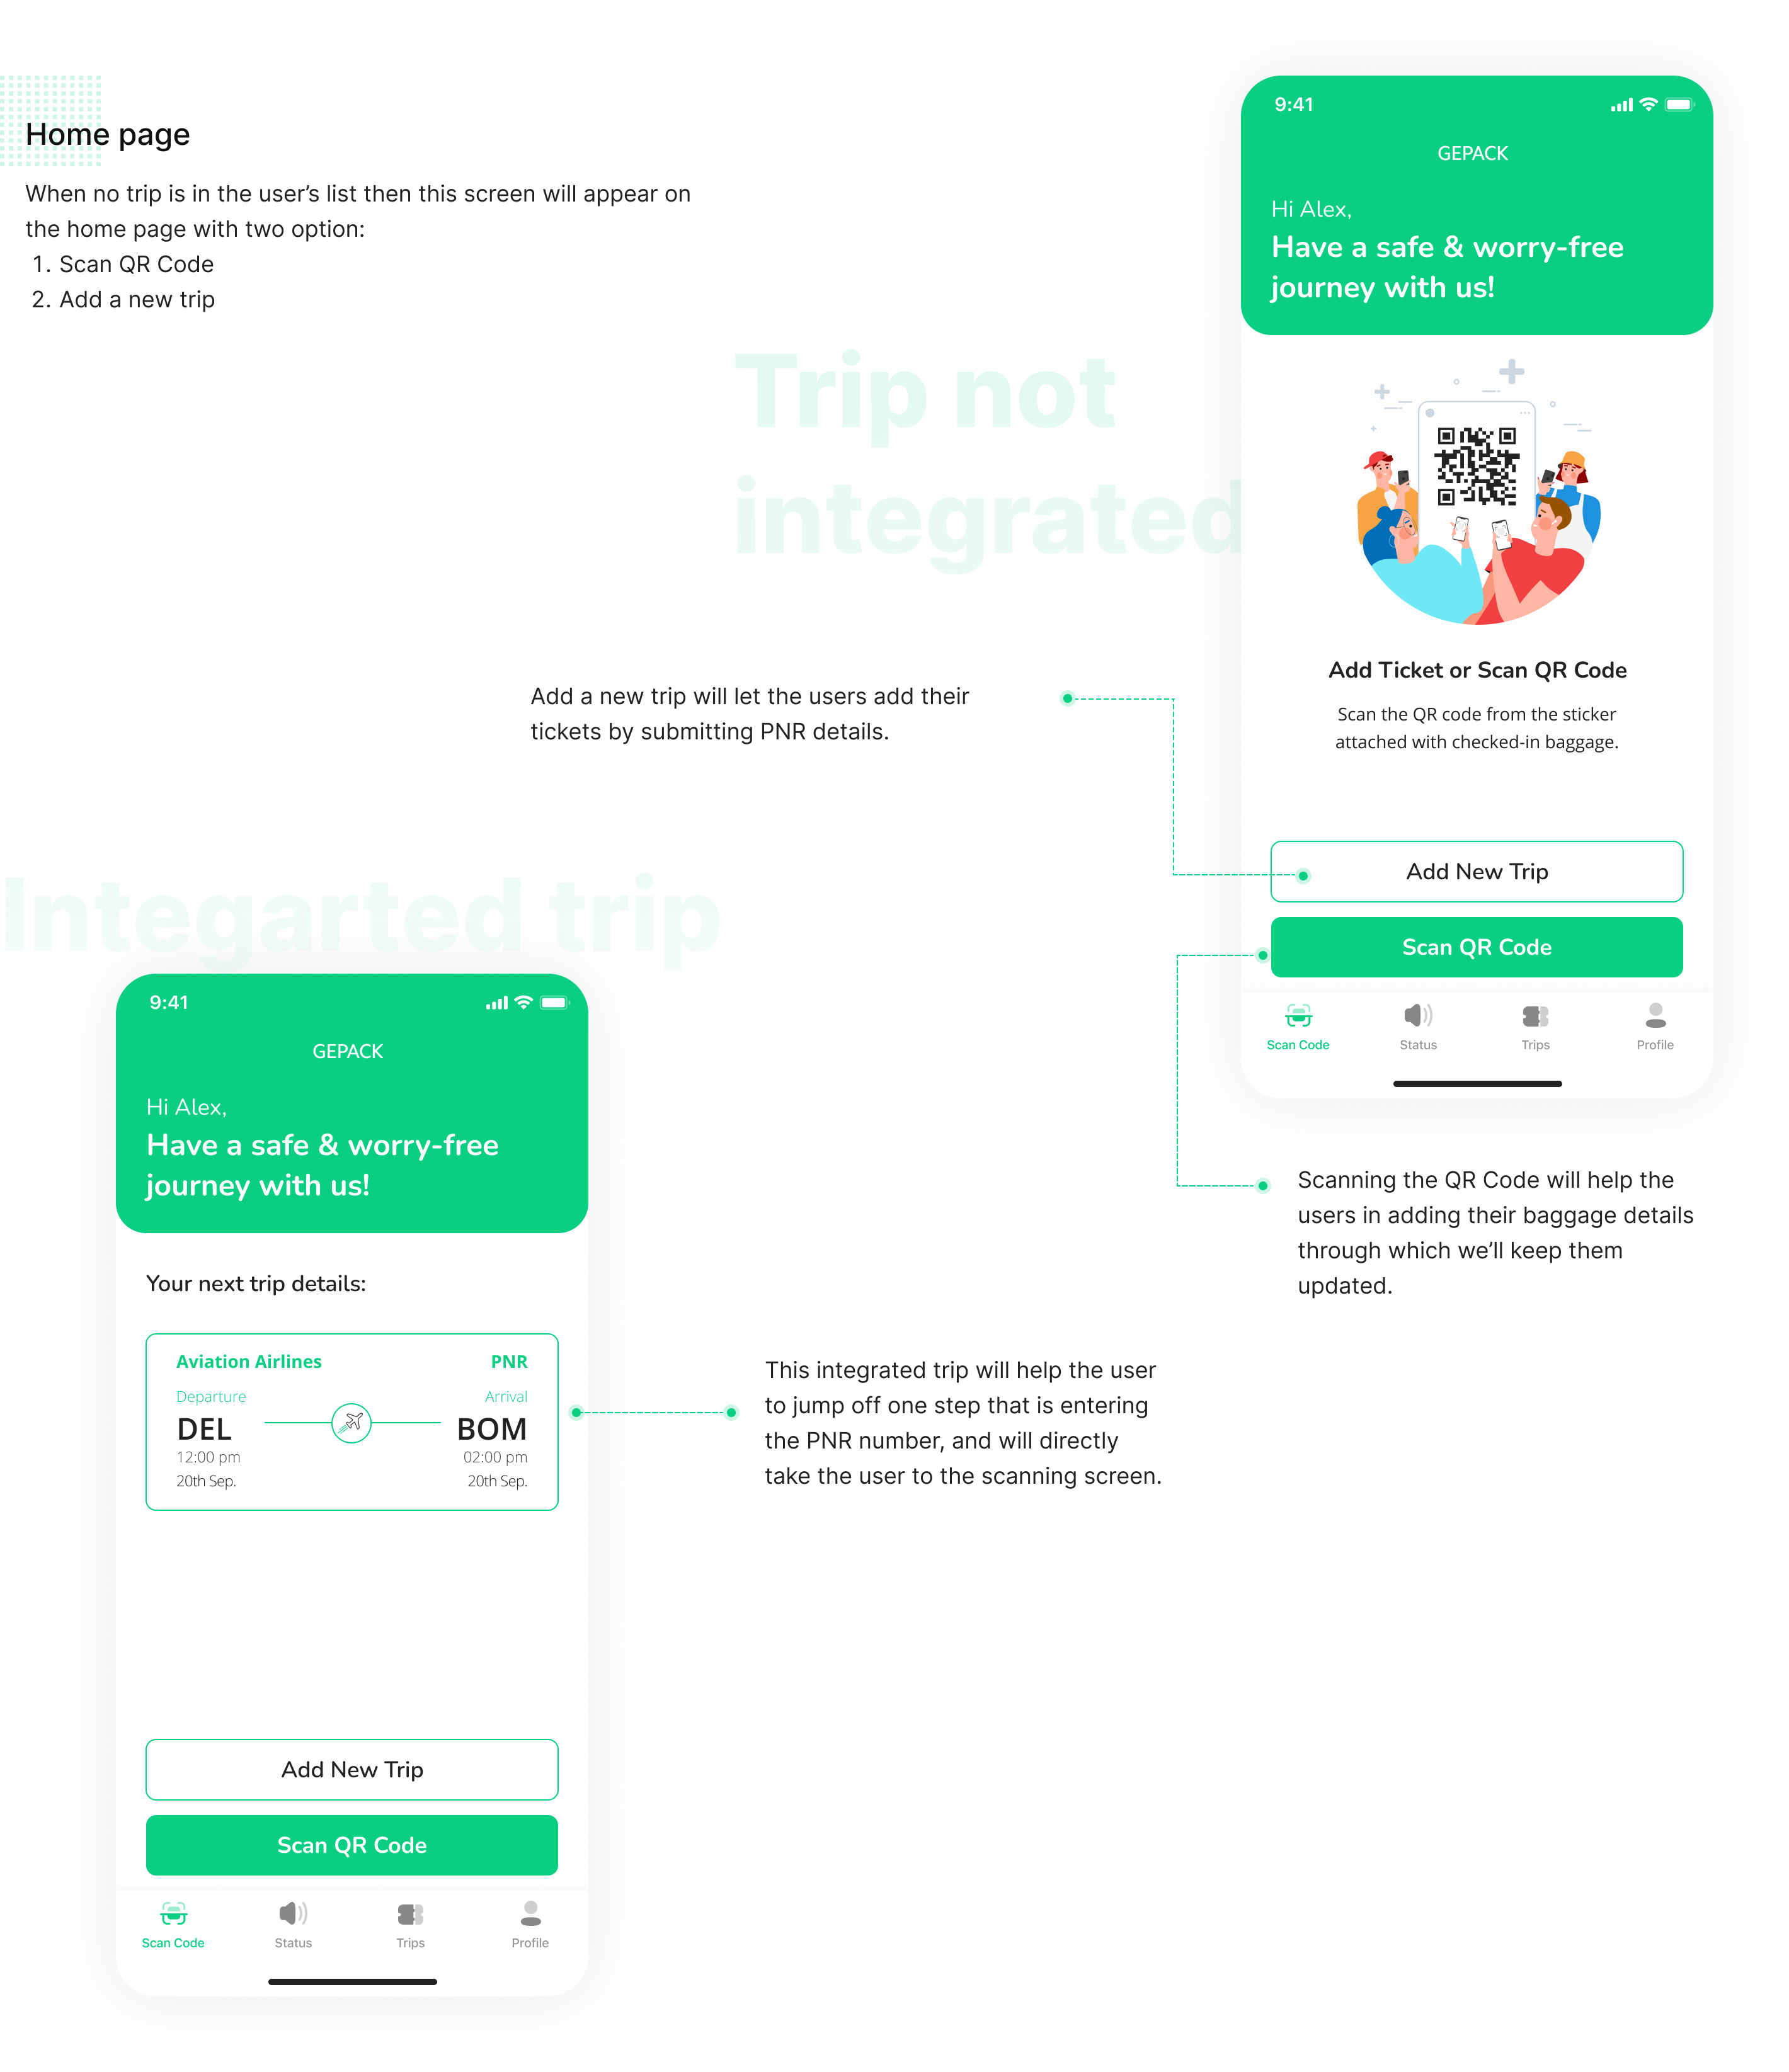 Home page
When no trip is in the user's list then this screen will appear on
the home page with two option:
1. Scan QR Code
2. Add a new trip
Trip not
integrated
9:41
GEPACK
Hi Alex,
Have a safe & worry-free
journey with us!
Add Ticket or Scan QR Code
Scan the QR code from the sticker
attached with checked-in baggage.
Add New Trip
Scan QR Code
Scan Code Status Trips Profile
Add a new trip will let the users add their
tickets by submitting PNR details.
Scanning the QR Code will help the
users in adding their baggage details
through which we'll keep them
updated.
Integarted trip
9:41
GEPACK
Hi Alex,
Have a safe & worry-free
journey with us!
Your next trip details:
Aviation Airlines PNR
Departure Arrival
DEL BOM
12:00 pm 02:00 pm
20th Sep. 20th Sep.
Add New Trip
Scan QR Code
Scan Code Status Trips Profile
This integrated trip will help the user
to jump off one step that is entering
the PNR number, and will directly
take the user to the scanning screen.